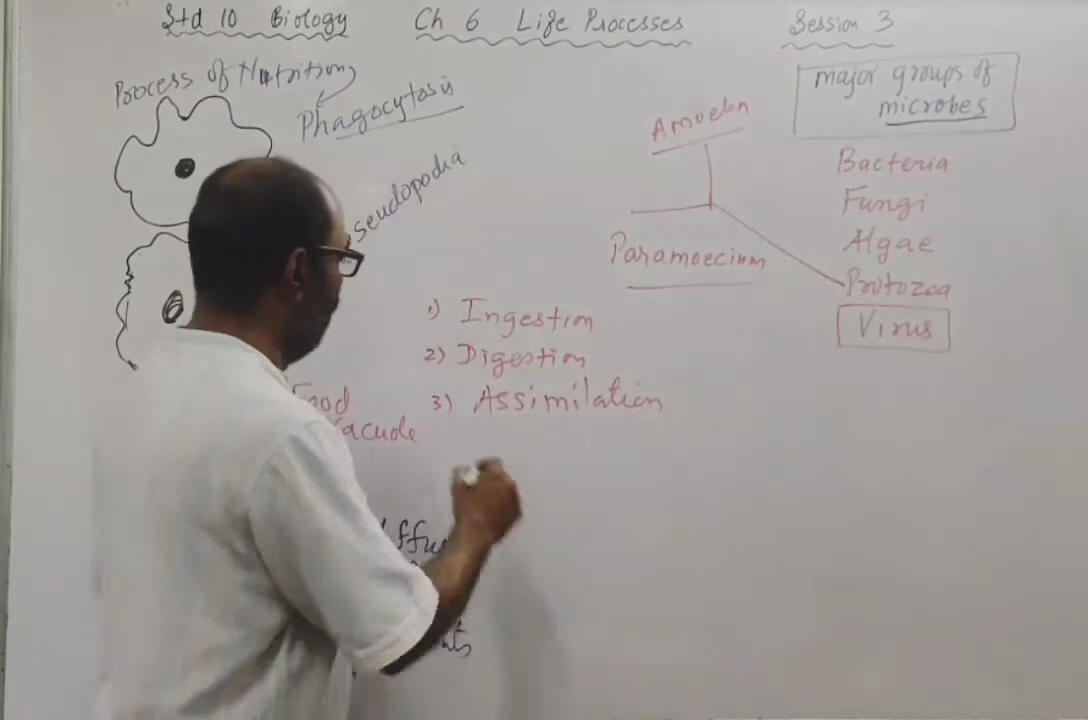 Std 10 Biology Ch 6 Life Processes Session 3
Process of Nutrition
Phagocytosis
seudopodia
Amoeba
Paramoecium
major groups of
microbes
Bacteria
Fungi
Algae
Protozoa
Virus
1) Ingestion
2) Digestion
3) Assimilation
Food
Vacuole